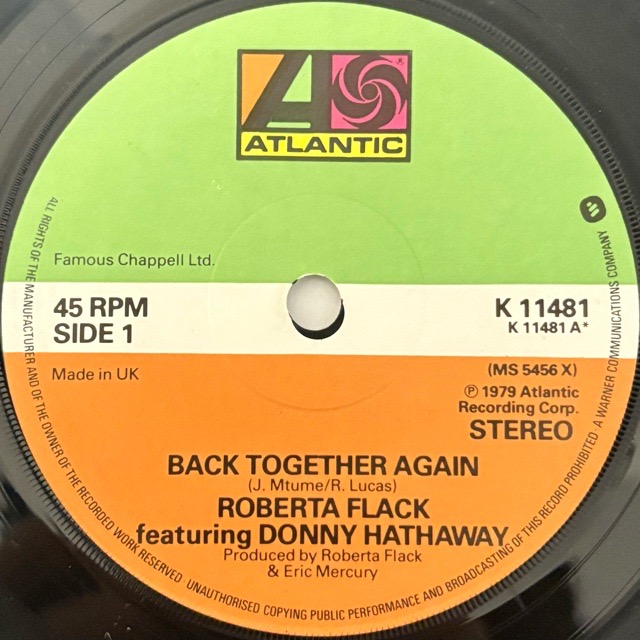 ATLANTIC
Famous Chappell Ltd.
45 RPM
SIDE 1
K 11481
K 11481 A*
Made in UK
(MS 5456 X)
℗ 1979 Atlantic
Recording Corp.
STEREO
BACK TOGETHER AGAIN
(J. Mtume/R. Lucas)
ROBERTA FLACK
featuring DONNY HATHAWAY
Produced by Roberta Flack
& Eric Mercury
ALL RIGHTS OF THE MANUFACTURER AND OF THE OWNER OF THE RECORDED WORK RESERVED · UNAUTHORISED COPYING PUBLIC PERFORMANCE AND BROADCASTING OF THIS RECORD PROHIBITED · A WARNER COMMUNICATIONS COMPANY